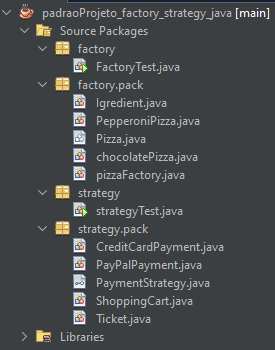 padraoProjeto_factory_strategy_java [main]
Source Packages
factory
FactoryTest.java
factory.pack
Igredient.java
PepperoniPizza.java
Pizza.java
chocolatePizza.java
pizzaFactory.java
strategy
strategyTest.java
strategy.pack
CreditCardPayment.java
PayPalPayment.java
PaymentStrategy.java
ShoppingCart.java
Ticket.java
Libraries